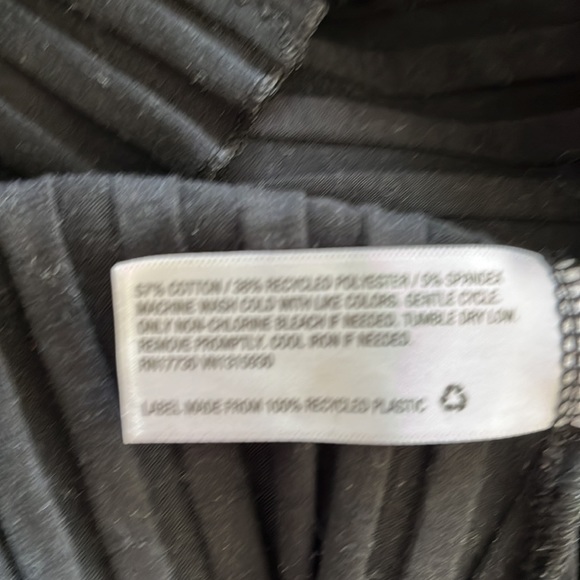 57% COTTON / 38% RECYCLED POLYESTER / 5% SPANDEX
MACHINE WASH COLD WITH LIKE COLORS. GENTLE CYCLE.
ONLY NON-CHLORINE BLEACH IF NEEDED. TUMBLE DRY LOW.
REMOVE PROMPTLY. COOL IRON IF NEEDED.
RN17730
LABEL MADE FROM 100% RECYCLED PLASTIC